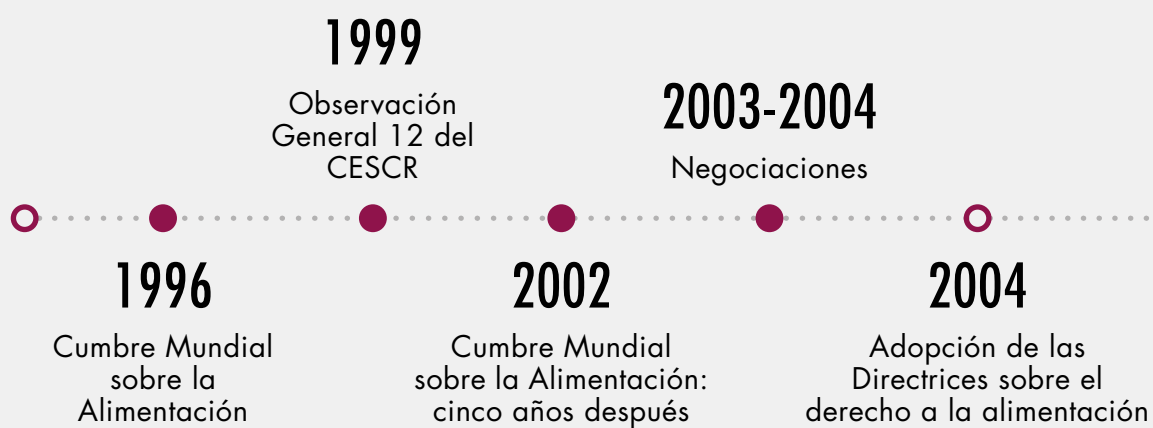 1999
Observación
General 12 del
CESCR
2003-2004
Negociaciones
1996
Cumbre Mundial
sobre la
Alimentación
2002
Cumbre Mundial
sobre la Alimentación:
cinco años después
2004
Adopción de las
Directrices sobre el
derecho a la alimentación